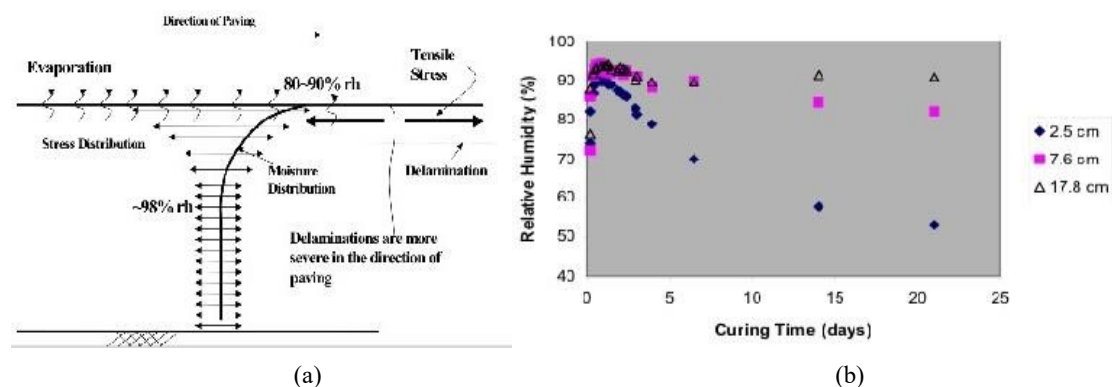 Direction of Paving
Tensile
Stress
Evaporation
80~90% rh
Stress Distribution
Moisture
Distribution
Delamination
~98% rh
Delaminations are more
severe in the direction of
paving
(a)
100
90
80
70
60
50
40
Relative Humidity (%)
0
5
10
15
20
25
Curing Time (days)
2.5 cm
7.6 cm
17.8 cm
(b)